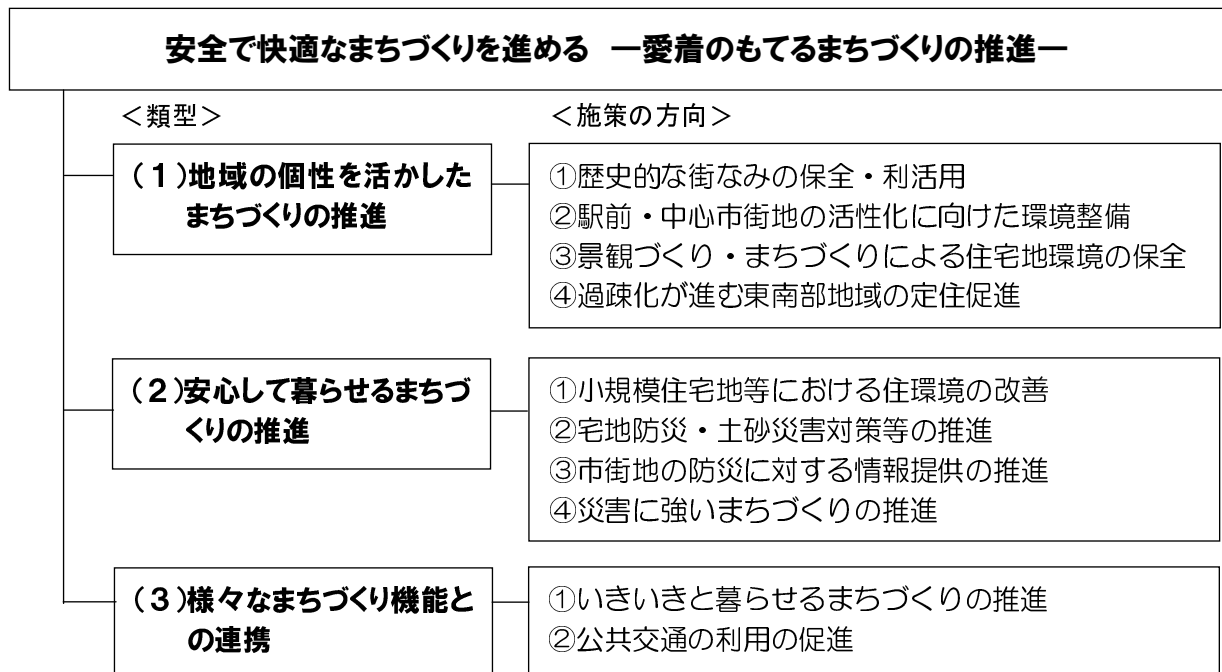 安全で快適なまちづくりを進める ―愛着のもてるまちづくりの推進―
＜類型＞
＜施策の方向＞
（１）地域の個性を活かした
まちづくりの推進
①歴史的な街なみの保全・利活用
②駅前・中心市街地の活性化に向けた環境整備
③景観づくり・まちづくりによる住宅地環境の保全
④過疎化が進む東南部地域の定住促進
（２）安心して暮らせるまちづ
くりの推進
①小規模住宅地等における住環境の改善
②宅地防災・土砂災害対策等の推進
③市街地の防災に対する情報提供の推進
④災害に強いまちづくりの推進
（３）様々なまちづくり機能と
の連携
①いきいきと暮らせるまちづくりの推進
②公共交通の利用の促進